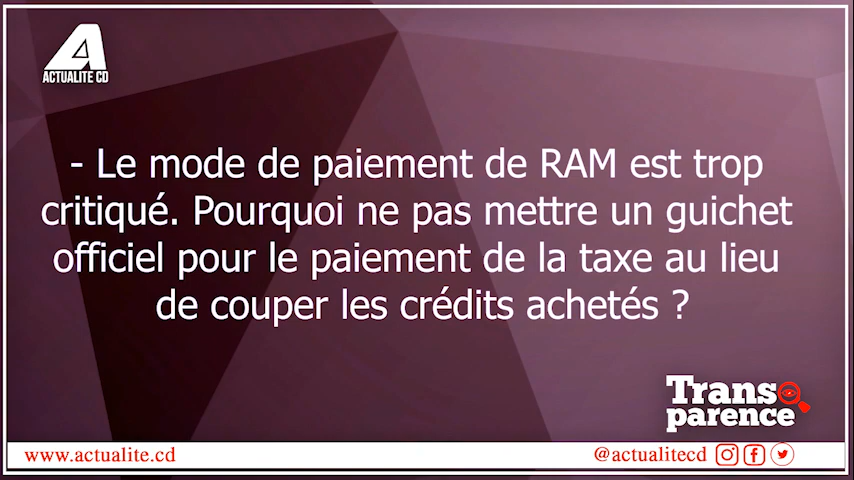 A
ACTUALITE CD
- Le mode de paiement de RAM est trop
critiqué. Pourquoi ne pas mettre un guichet
officiel pour le paiement de la taxe au lieu
de couper les crédits achetés ?
Trans
parence
www.actualite.cd
@actualitecd